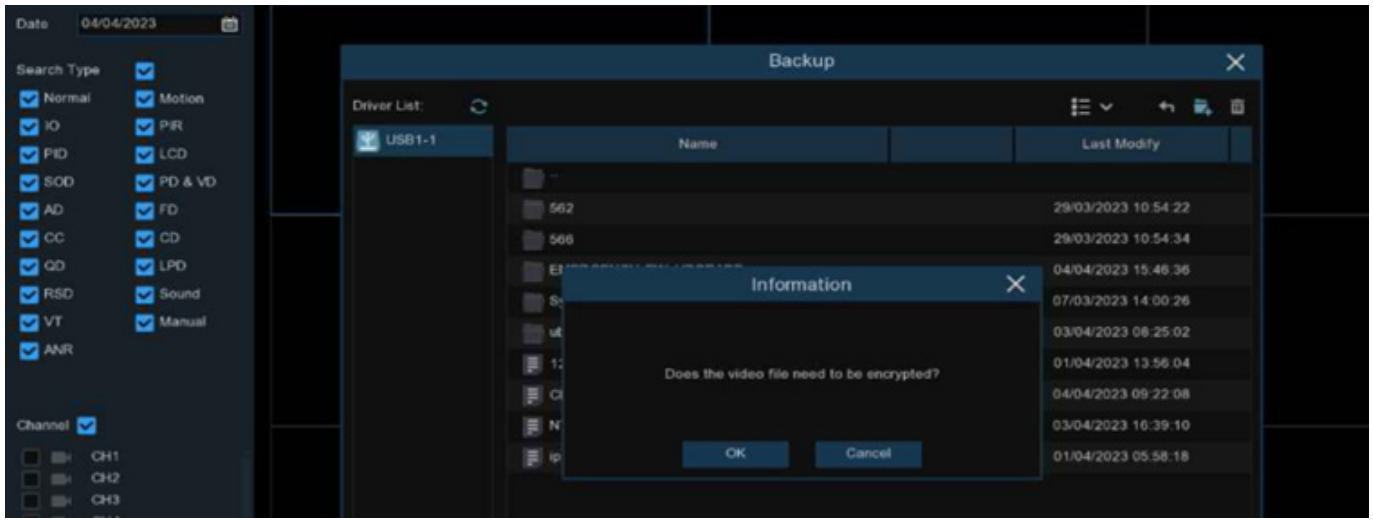 Date 04/04/2023
Search Type
Normal Motion
IO PIR
PID LCD
SOD PD & VD
AD FD
CC CD
QD LPD
RSD Sound
VT Manual
ANR
Channel
CH1
CH2
CH3
Backup
Driver List:
USB1-1
Name Last Modify
..
562 29/03/2023 10:54:22
566 29/03/2023 10:54:34
04/04/2023 15:46:36
07/03/2023 14:00:26
03/04/2023 08:25:02
01/04/2023 13:56:04
04/04/2023 09:22:08
03/04/2023 16:39:10
ip 01/04/2023 05:58:18
Information
Does the video file need to be encrypted?
OK Cancel